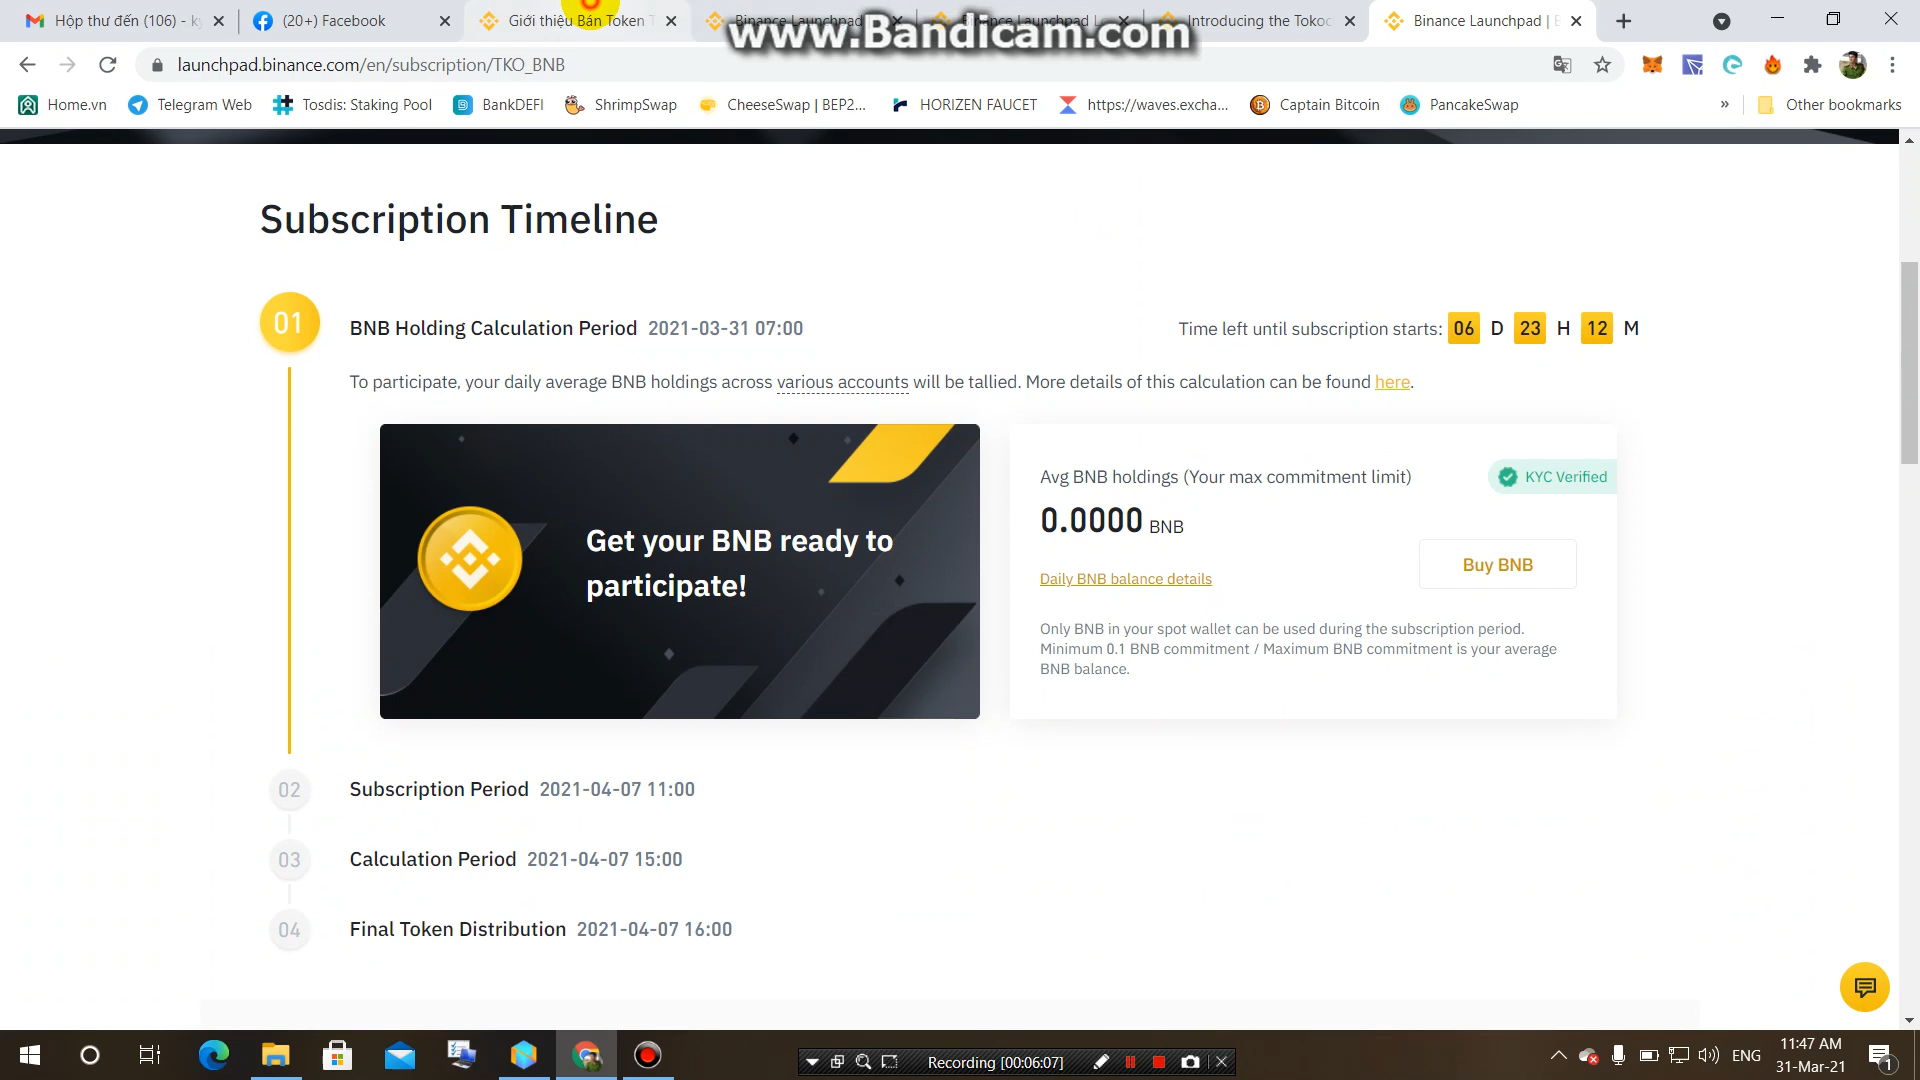 Hộp thư đến (106) - k
(20+) Facebook
Giới thiệu Bán Token T
Binance Launchpad
Binance Launchpad L
Introducing the Tokoc
Binance Launchpad |
www.Bandicam.com
launchpad.binance.com/en/subscription/TKO_BNB
Home.vn
Telegram Web
Tosdis: Staking Pool
BankDEFI
ShrimpSwap
CheeseSwap | BEP2...
HORIZEN FAUCET
https://waves.excha...
Captain Bitcoin
PancakeSwap
»
Other bookmarks
Subscription Timeline
01
BNB Holding Calculation Period 2021-03-31 07:00
Time left until subscription starts: 06 D 23 H 12 M
To participate, your daily average BNB holdings across various accounts will be tallied. More details of this calculation can be found here.
Get your BNB ready to
participate!
Avg BNB holdings (Your max commitment limit)
KYC Verified
0.0000 BNB
Daily BNB balance details
Buy BNB
Only BNB in your spot wallet can be used during the subscription period.
Minimum 0.1 BNB commitment / Maximum BNB commitment is your average
BNB balance.
02
Subscription Period 2021-04-07 11:00
03
Calculation Period 2021-04-07 15:00
04
Final Token Distribution 2021-04-07 16:00
Recording [00:06:07]
ENG
11:47 AM
31-Mar-21
1